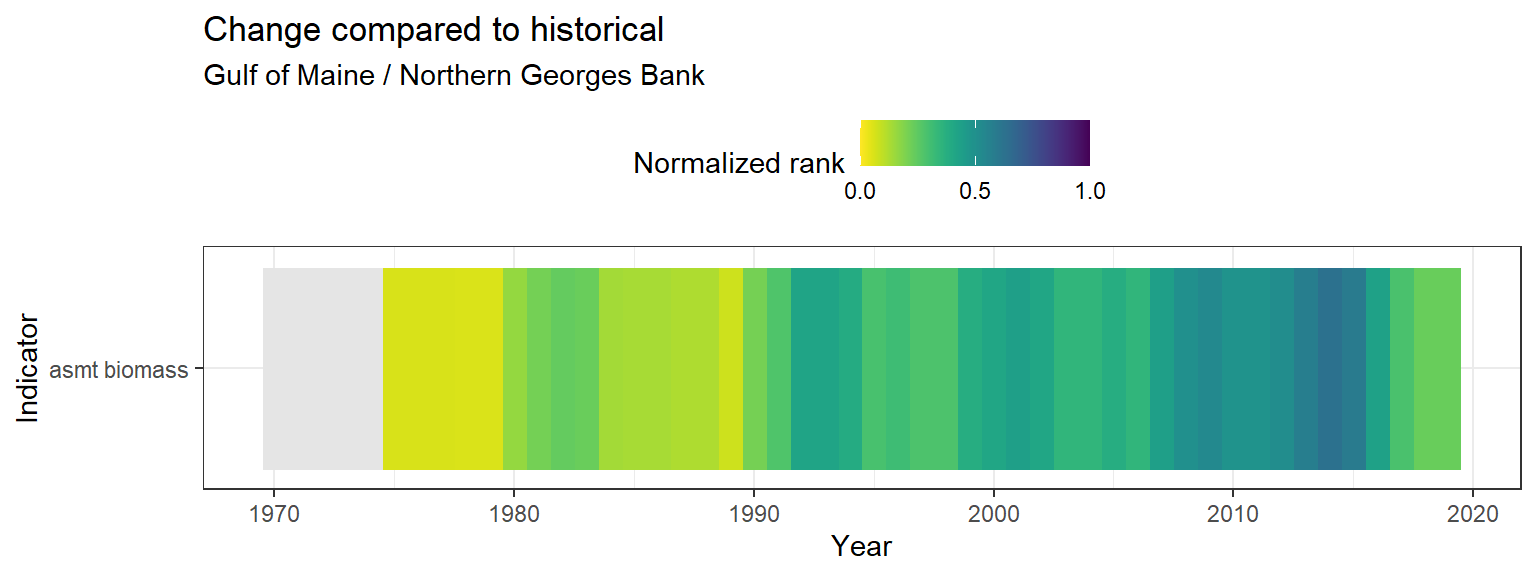 Change compared to historical
Gulf of Maine / Northern Georges Bank
Normalized rank
0.0 0.5 1.0
Indicator
asmt biomass
1970 1980 1990 2000 2010 2020
Year